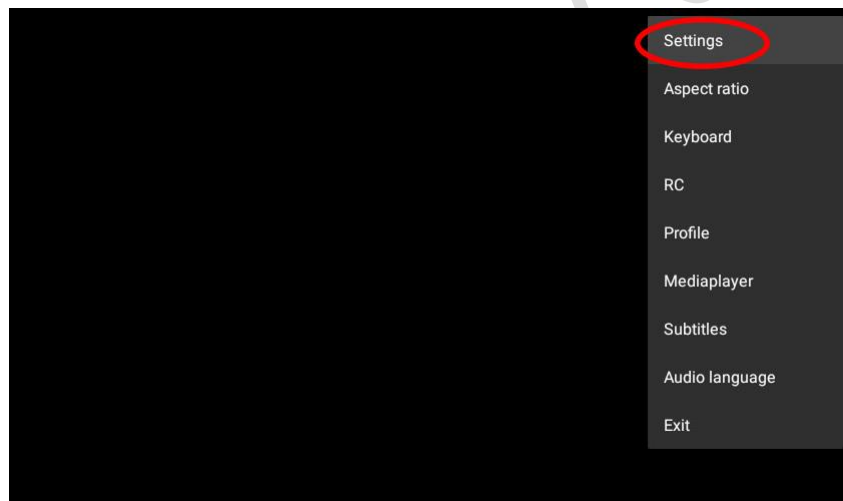 Settings
Aspect ratio
Keyboard
RC
Profile
Mediaplayer
Subtitles
Audio language
Exit